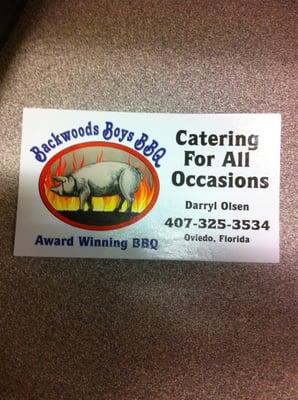 Backwoods Boys BBQ
Award Winning BBQ
Catering
For All
Occasions
Darryl Olsen
407-325-3534
Oviedo, Florida